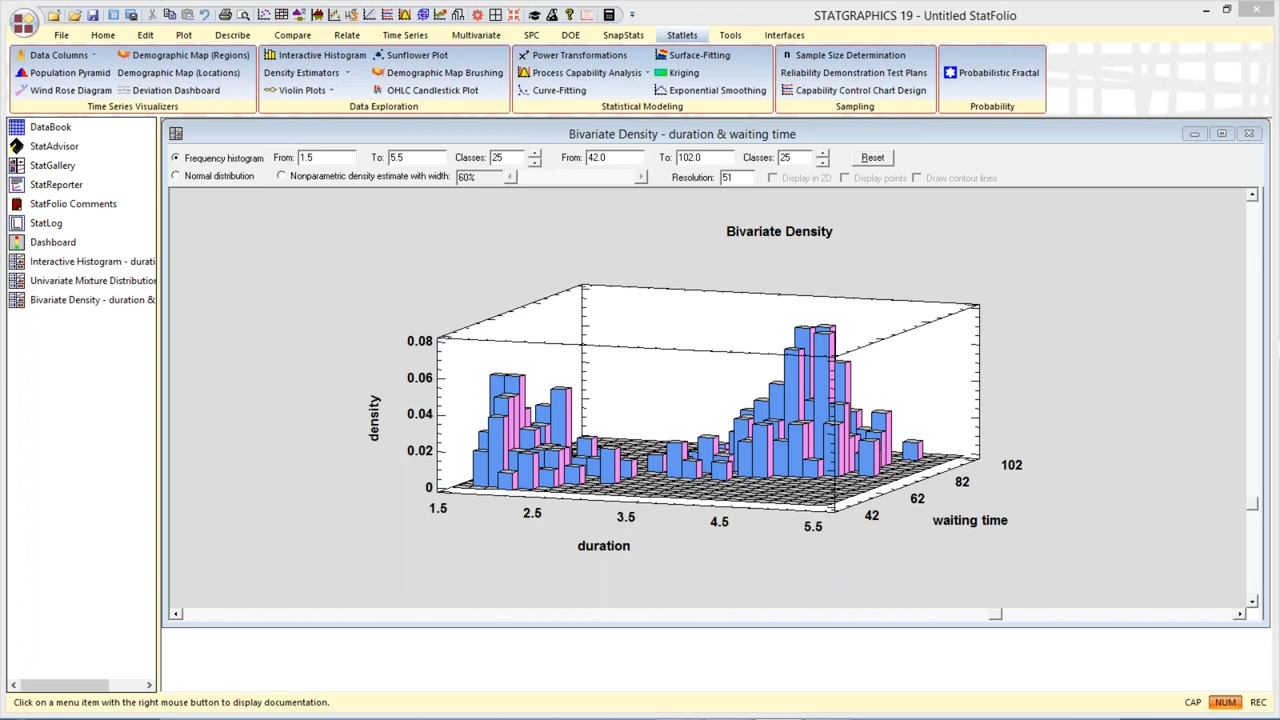 STATGRAPHICS 19 - Untitled StatFolio
File Home Edit Plot Describe Compare Relate Time Series Multivariate SPC DOE SnapStats Statlets Tools Interfaces
Data Columns Demographic Map (Regions) Interactive Histogram Sunflower Plot Power Transformations Surface-Fitting Sample Size Determination
Population Pyramid Demographic Map (Locations) Density Estimators Demographic Map Brushing Process Capability Analysis Kriging Reliability Demonstration Test Plans Probabilistic Fractal
Wind Rose Diagram Deviation Dashboard Violin Plots OHLC Candlestick Plot Curve-Fitting Exponential Smoothing Capability Control Chart Design
Time Series Visualizers Data Exploration Statistical Modeling Sampling Probability
DataBook
StatAdvisor
StatGallery
StatReporter
StatFolio Comments
StatLog
Dashboard
Interactive Histogram - durati
Univariate Mixture Distribution
Bivariate Density - duration &
Bivariate Density - duration & waiting time
Frequency histogram From: 1.5 To: 5.5 Classes: 25 From: 42.0 To: 102.0 Classes: 25 Reset
Normal distribution Nonparametric density estimate with width: 60% Resolution: 51 Display in 2D Display points Draw contour lines
Bivariate Density
0.08
0.06
0.04
0.02
0
density
1.5 2.5 3.5 4.5 5.5
duration
42 62 82 102
waiting time
Click on a menu item with the right mouse button to display documentation.
CAP NUM REC